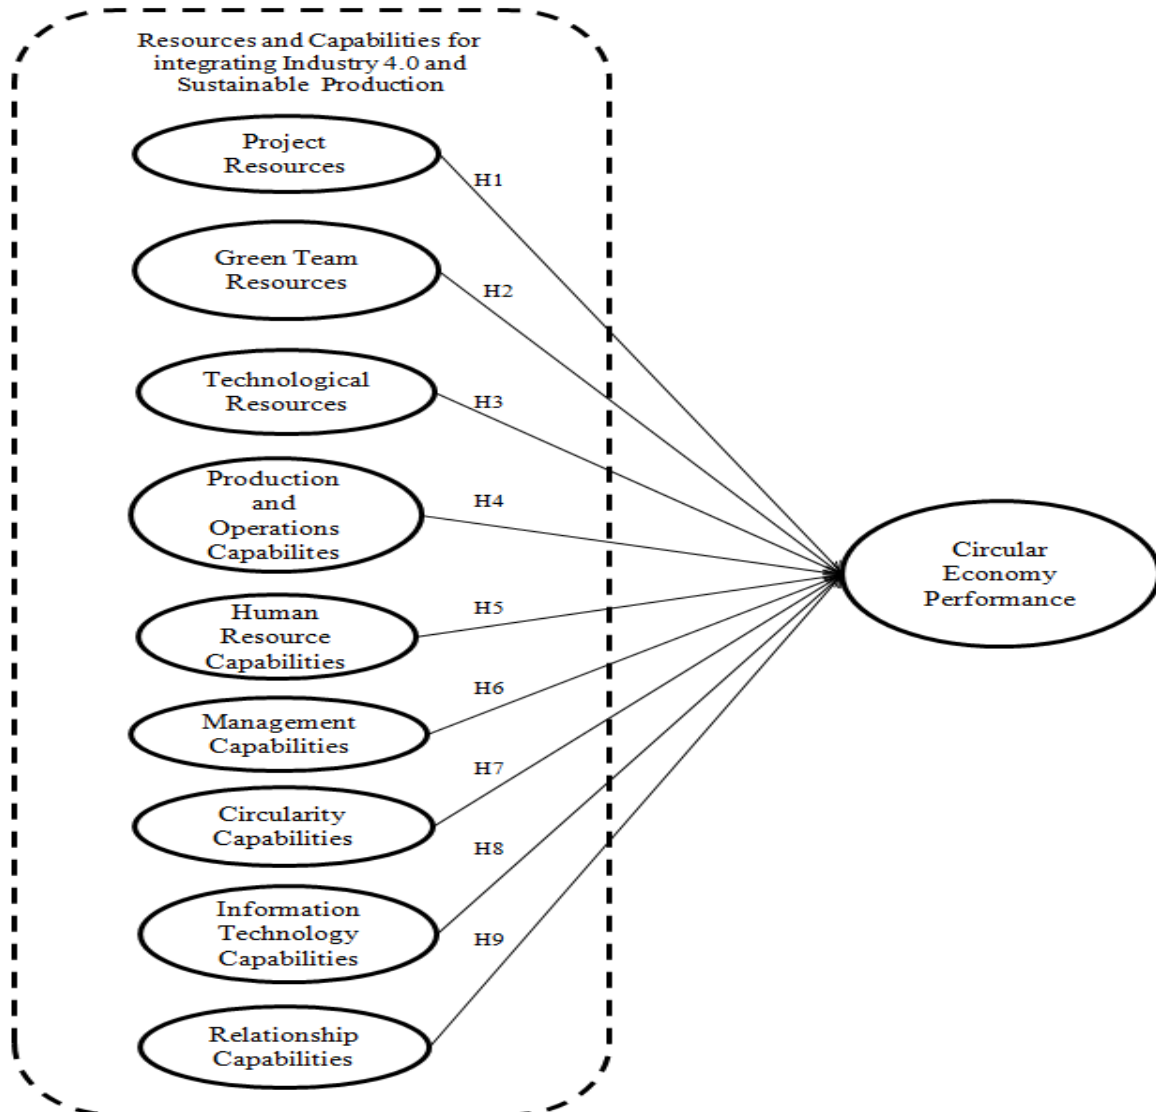 Resources and Capabilities for
integrating Industry 4.0 and
Sustainable Production
Project
Resources
H1
Green Team
Resources
H2
Technological
Resources
H3
Production
and
Operations
Capabilites
H4
Circular
Economy
Performance
Human
Resource
Capabilities
H5
Management
Capabilities
H6
Circularity
Capabilities
H7
Information
Technology
Capabilities
H8
Relationship
Capabilities
H9